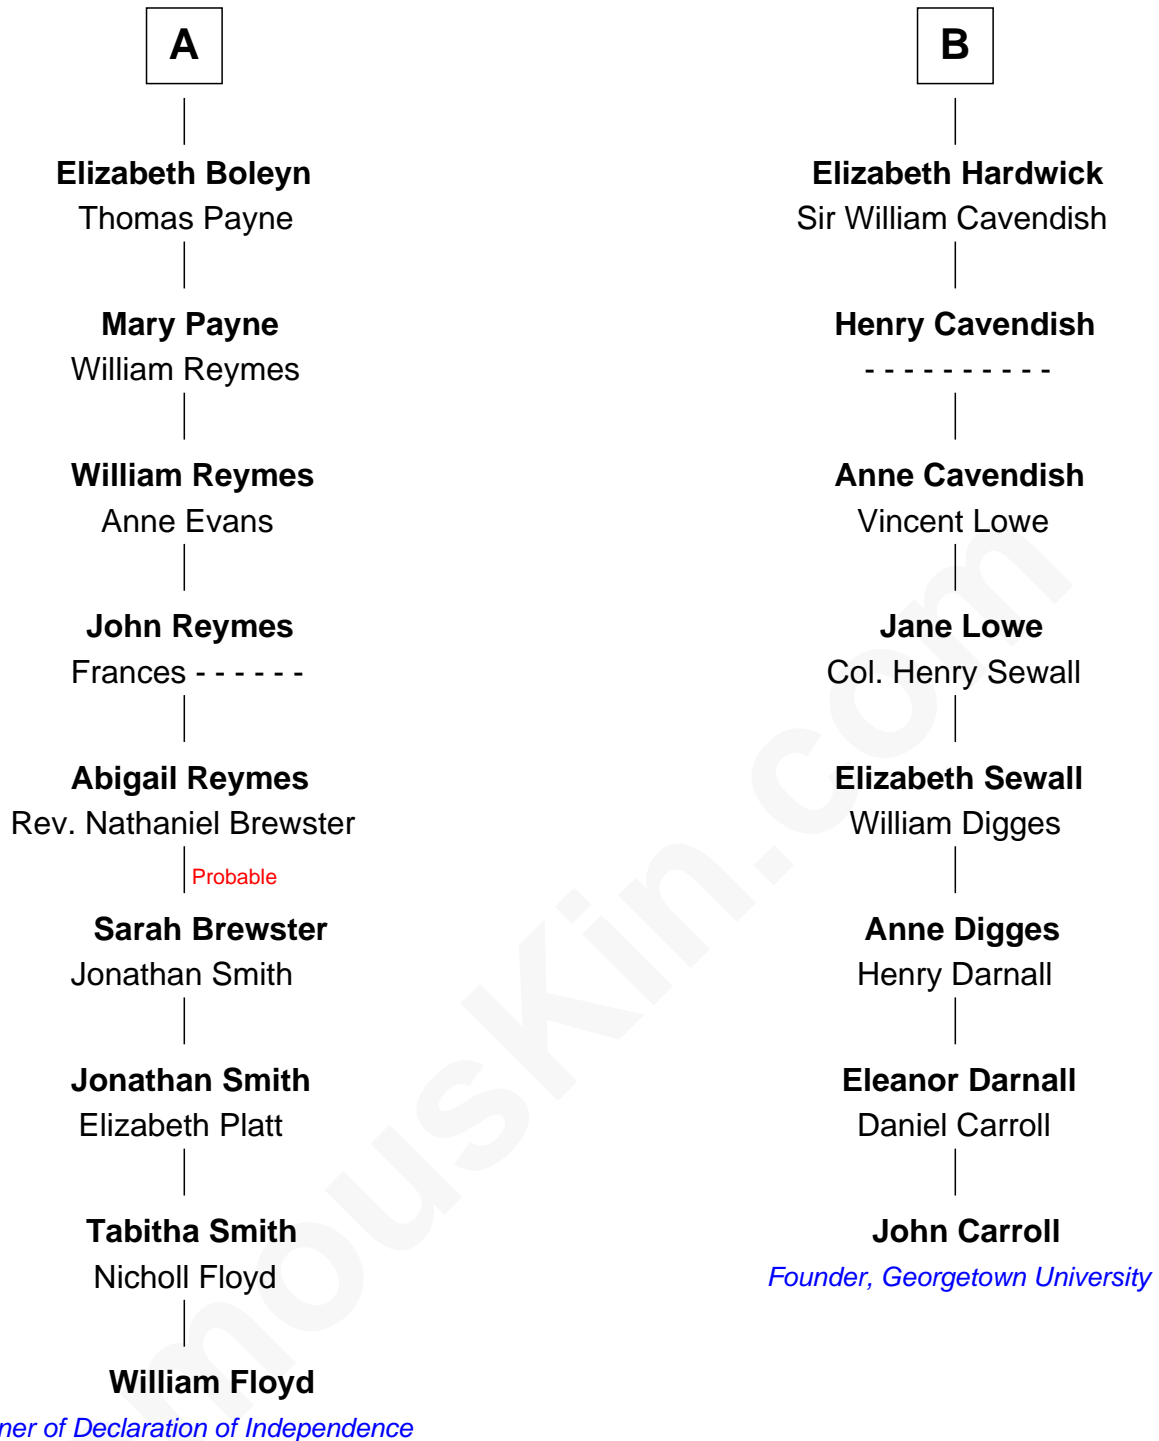 A
Elizabeth Boleyn
Thomas Payne
Mary Payne
William Reymes
William Reymes
Anne Evans
John Reymes
Frances - - - - - -
Abigail Reymes
Rev. Nathaniel Brewster
Probable
Sarah Brewster
Jonathan Smith
Jonathan Smith
Elizabeth Platt
Tabitha Smith
Nicholl Floyd
William Floyd
ner of Declaration of Independence
B
Elizabeth Hardwick
Sir William Cavendish
Henry Cavendish
- - - - - - - - - -
Anne Cavendish
Vincent Lowe
Jane Lowe
Col. Henry Sewall
Elizabeth Sewall
William Digges
Anne Digges
Henry Darnall
Eleanor Darnall
Daniel Carroll
John Carroll
Founder, Georgetown University
mousKin.com